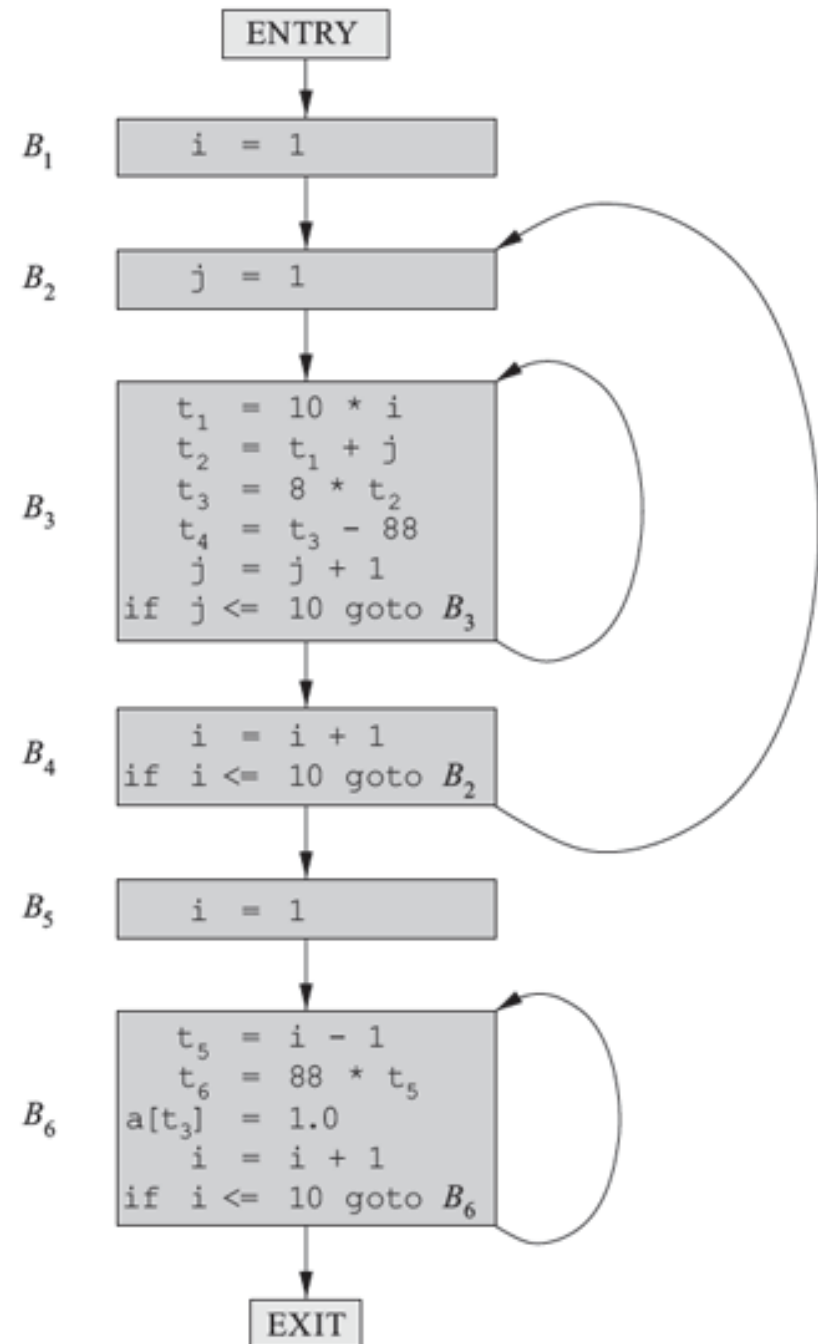 ENTRY
B₁
i = 1
B₂
j = 1
B₃
t₁ = 10 * i
t₂ = t₁ + j
t₃ = 8 * t₂
t₄ = t₃ - 88
j = j + 1
if j <= 10 goto B₃
B₄
i = i + 1
if i <= 10 goto B₂
B₅
i = 1
B₆
t₅ = i - 1
t₆ = 88 * t₅
a[t₃] = 1.0
i = i + 1
if i <= 10 goto B₆
EXIT